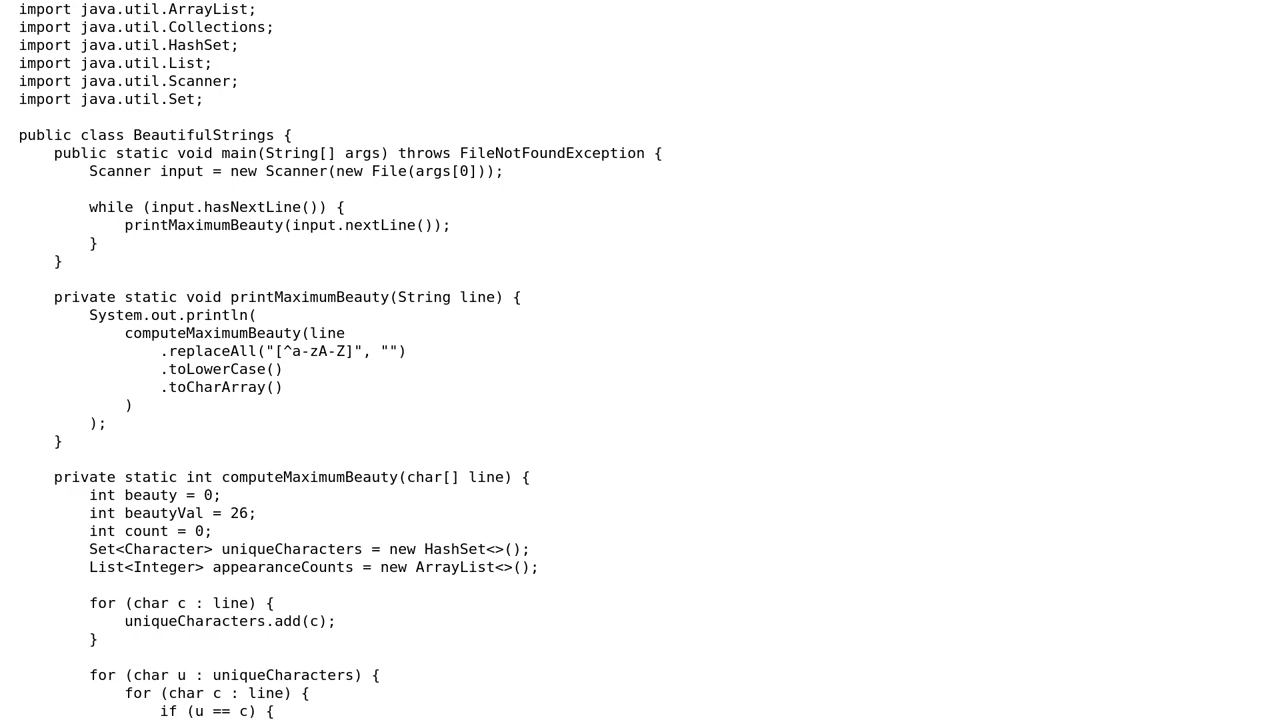 import java.util.ArrayList;
import java.util.Collections;
import java.util.HashSet;
import java.util.List;
import java.util.Scanner;
import java.util.Set;

public class BeautifulStrings {
    public static void main(String[] args) throws FileNotFoundException {
        Scanner input = new Scanner(new File(args[0]));

        while (input.hasNextLine()) {
            printMaximumBeauty(input.nextLine());
        }
    }

    private static void printMaximumBeauty(String line) {
        System.out.println(
            computeMaximumBeauty(line
                .replaceAll("[^a-zA-Z]", "")
                .toLowerCase()
                .toCharArray()
            )
        );
    }

    private static int computeMaximumBeauty(char[] line) {
        int beauty = 0;
        int beautyVal = 26;
        int count = 0;
        Set<Character> uniqueCharacters = new HashSet<>();
        List<Integer> appearanceCounts = new ArrayList<>();

        for (char c : line) {
            uniqueCharacters.add(c);
        }

        for (char u : uniqueCharacters) {
            for (char c : line) {
                if (u == c) {